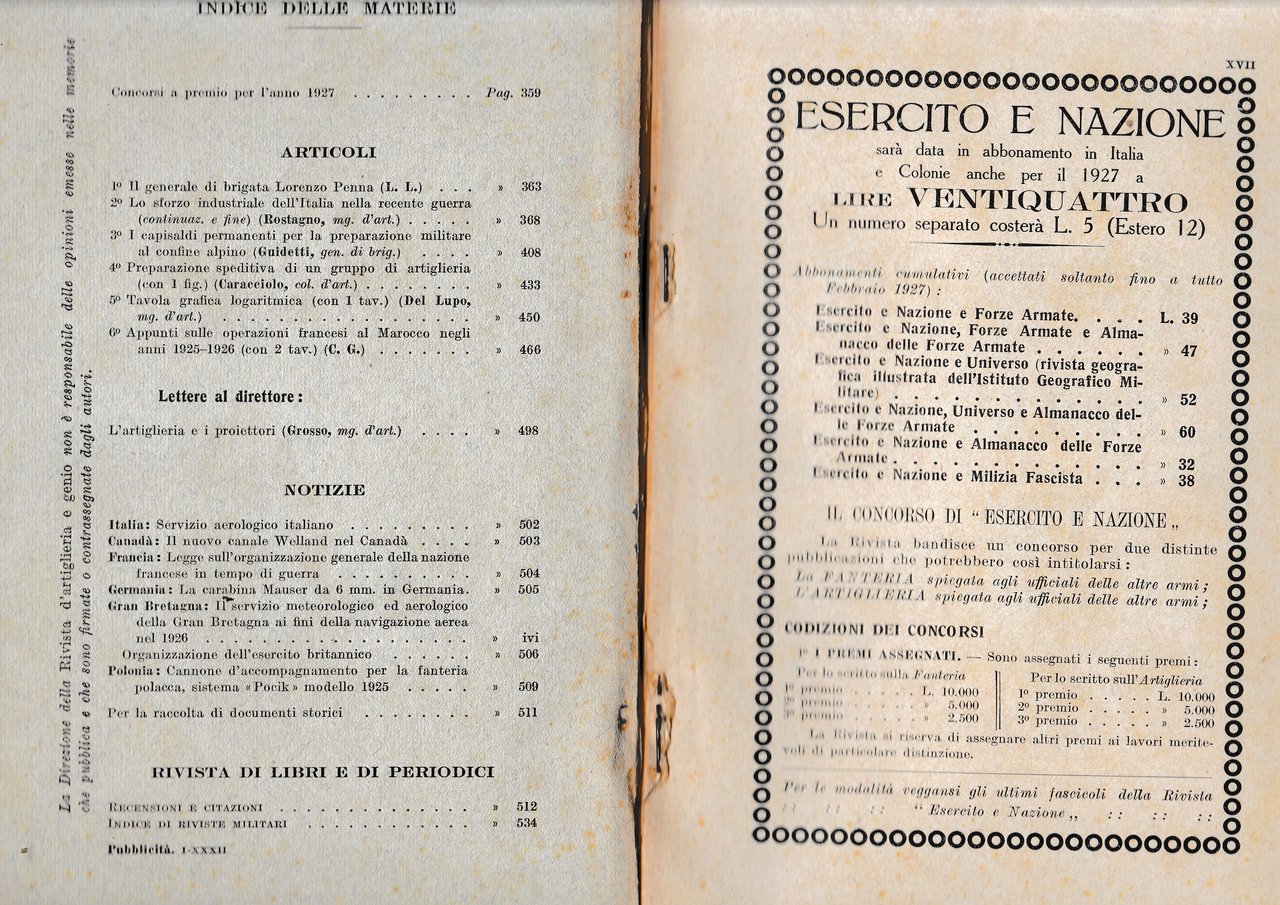 INDICE DELLE MATERIE
Concorsi a premio per l'anno 1927 . . . . . . . . . Pag. 359
ARTICOLI
1º Il generale di brigata Lorenzo Penna (L. L.) . . . » 363
2º Lo sforzo industriale dell'Italia nella recente guerra
(continuaz. e fine) (Rostagno, mg. d'art.) . . . . . » 368
3º I capisaldi permanenti per la preparazione militare
al confine alpino (Guidetti, gen. di brig.) . . . . » 408
4º Preparazione speditiva di un gruppo di artiglieria
(con 1 fig.) (Caracciolo, col. d'art.) . . . . . . . . » 433
5º Tavola grafica logaritmica (con 1 tav.) (Del Lupo,
mg. d'art.) . . . . . . . . . . . . . . . . . . » 450
6º Appunti sulle operazioni francesi al Marocco negli
anni 1925-1926 (con 2 tav.) (C. G.) . . . . . . . » 466
Lettere al direttore:
L'artiglieria e i proiettori (Grosso, mg. d'art.) . . . . » 498
NOTIZIE
Italia: Servizio aerologico italiano . . . . . . . . . » 502
Canadà: Il nuovo canale Welland nel Canadà . . . . » 503
Francia: Legge sull'organizzazione generale della nazione
francese in tempo di guerra . . . . . . . . . . » 504
Germania: La carabina Mauser da 6 mm. in Germania. » 505
Gran Bretagna: Il servizio meteorologico ed aerologico
della Gran Bretagna ai fini della navigazione aerea
nel 1926 . . . . . . . . . . . . . . . . . . . » ivi
Organizzazione dell'esercito britannico . . . . . . » 506
Polonia: Cannone d'accompagnamento per la fanteria
polacca, sistema «Pocik» modello 1925 . . . . . » 509
Per la raccolta di documenti storici . . . . . . . . » 511
RIVISTA DI LIBRI E DI PERIODICI
RECENSIONI E CITAZIONI . . . . . . . . . . . . . . » 512
INDICE DI RIVISTE MILITARI . . . . . . . . . . . . » 534
Pubblicità. I-XXXII
La Direzione della Rivista d'artiglieria e genio non è responsabile delle opinioni emesse nelle memorie
che pubblica e che sono firmate o contrassegnate dagli autori.
XVII
ESERCITO E NAZIONE
sarà data in abbonamento in Italia
e Colonie anche per il 1927 a
LIRE VENTIQUATTRO
Un numero separato costerà L. 5 (Estero 12)
Abbonamenti cumulativi (accettati soltanto fino a tutto
Febbraio 1927) :
Esercito e Nazione e Forze Armate. . . . L. 39
Esercito e Nazione, Forze Armate e Alma-
nacco delle Forze Armate . . . . . . » 47
Esercito e Nazione e Universo (rivista geogra-
fica illustrata dell'Istituto Geografico Mi-
litare) . . . . . . . . . . . . . » 52
Esercito e Nazione, Universo e Almanacco del-
le Forze Armate . . . . . . . . . » 60
Esercito e Nazione e Almanacco delle Forze
Armate . . . . . . . . . . . . . » 32
Esercito e Nazione e Milizia Fascista . . . » 38
IL CONCORSO DI “ ESERCITO E NAZIONE „
La Rivista bandisce un concorso per due distinte
pubblicazioni che potrebbero così intitolarsi :
La FANTERIA spiegata agli ufficiali delle altre armi ;
L'ARTIGLIERIA spiegata agli ufficiali delle altre armi ;
CODIZIONI DEI CONCORSI
1º I PREMI ASSEGNATI. — Sono assegnati i seguenti premi :
Per lo scritto sulla Fanteria
1º premio . . . . . L. 10.000
2º premio . . . . . » 5.000
3º premio . . . . . » 2.500
Per lo scritto sull'Artiglieria
1º premio . . . . . L. 10.000
2º premio . . . . . » 5.000
3º premio . . . . . » 2.500
La Rivista si riserva di assegnare altri premi ai lavori merite-
voli di particolare distinzione.
Per le modalità veggansi gli ultimi fascicoli della Rivista
: : : : : : “ Esercito e Nazione „ : : : : : :